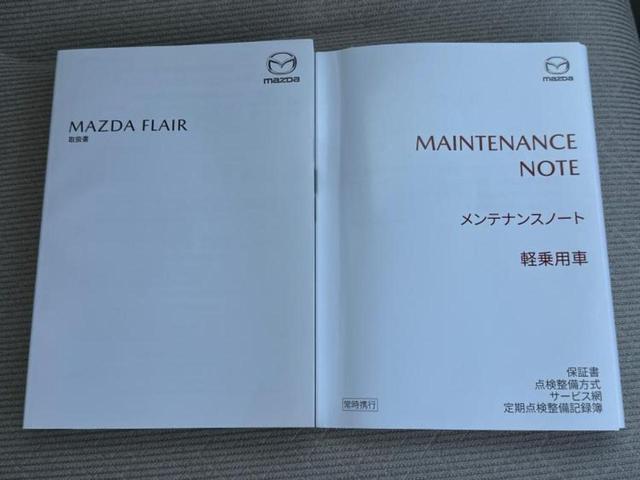 mazda
MAZDA FLAIR
取扱書
mazda
MAINTENANCE
NOTE
メンテナンスノート
軽乗用車
保証書
点検整備方式
サービス網
定期点検整備記録簿
常時携行